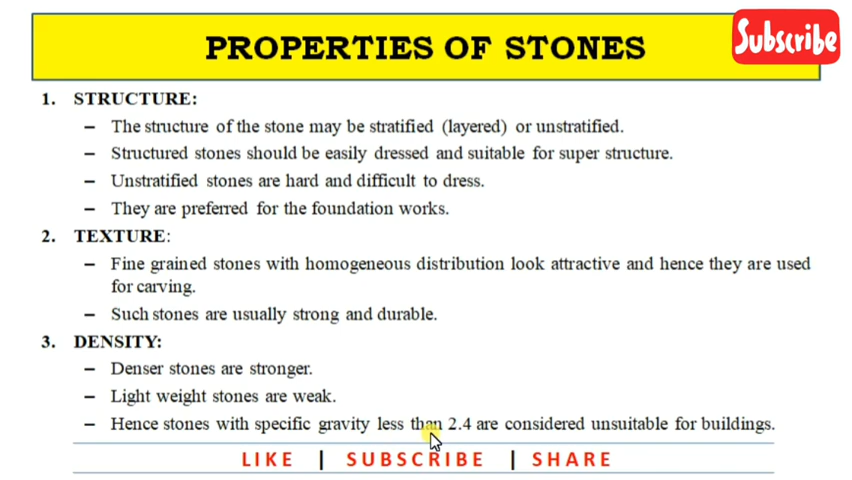 PROPERTIES OF STONES
Subscribe
1. STRUCTURE:
– The structure of the stone may be stratified (layered) or unstratified.
– Structured stones should be easily dressed and suitable for super structure.
– Unstratified stones are hard and difficult to dress.
– They are preferred for the foundation works.
2. TEXTURE:
– Fine grained stones with homogeneous distribution look attractive and hence they are used
for carving.
– Such stones are usually strong and durable.
3. DENSITY:
– Denser stones are stronger.
– Light weight stones are weak.
– Hence stones with specific gravity less than 2.4 are considered unsuitable for buildings.
LIKE | SUBSCRIBE | SHARE